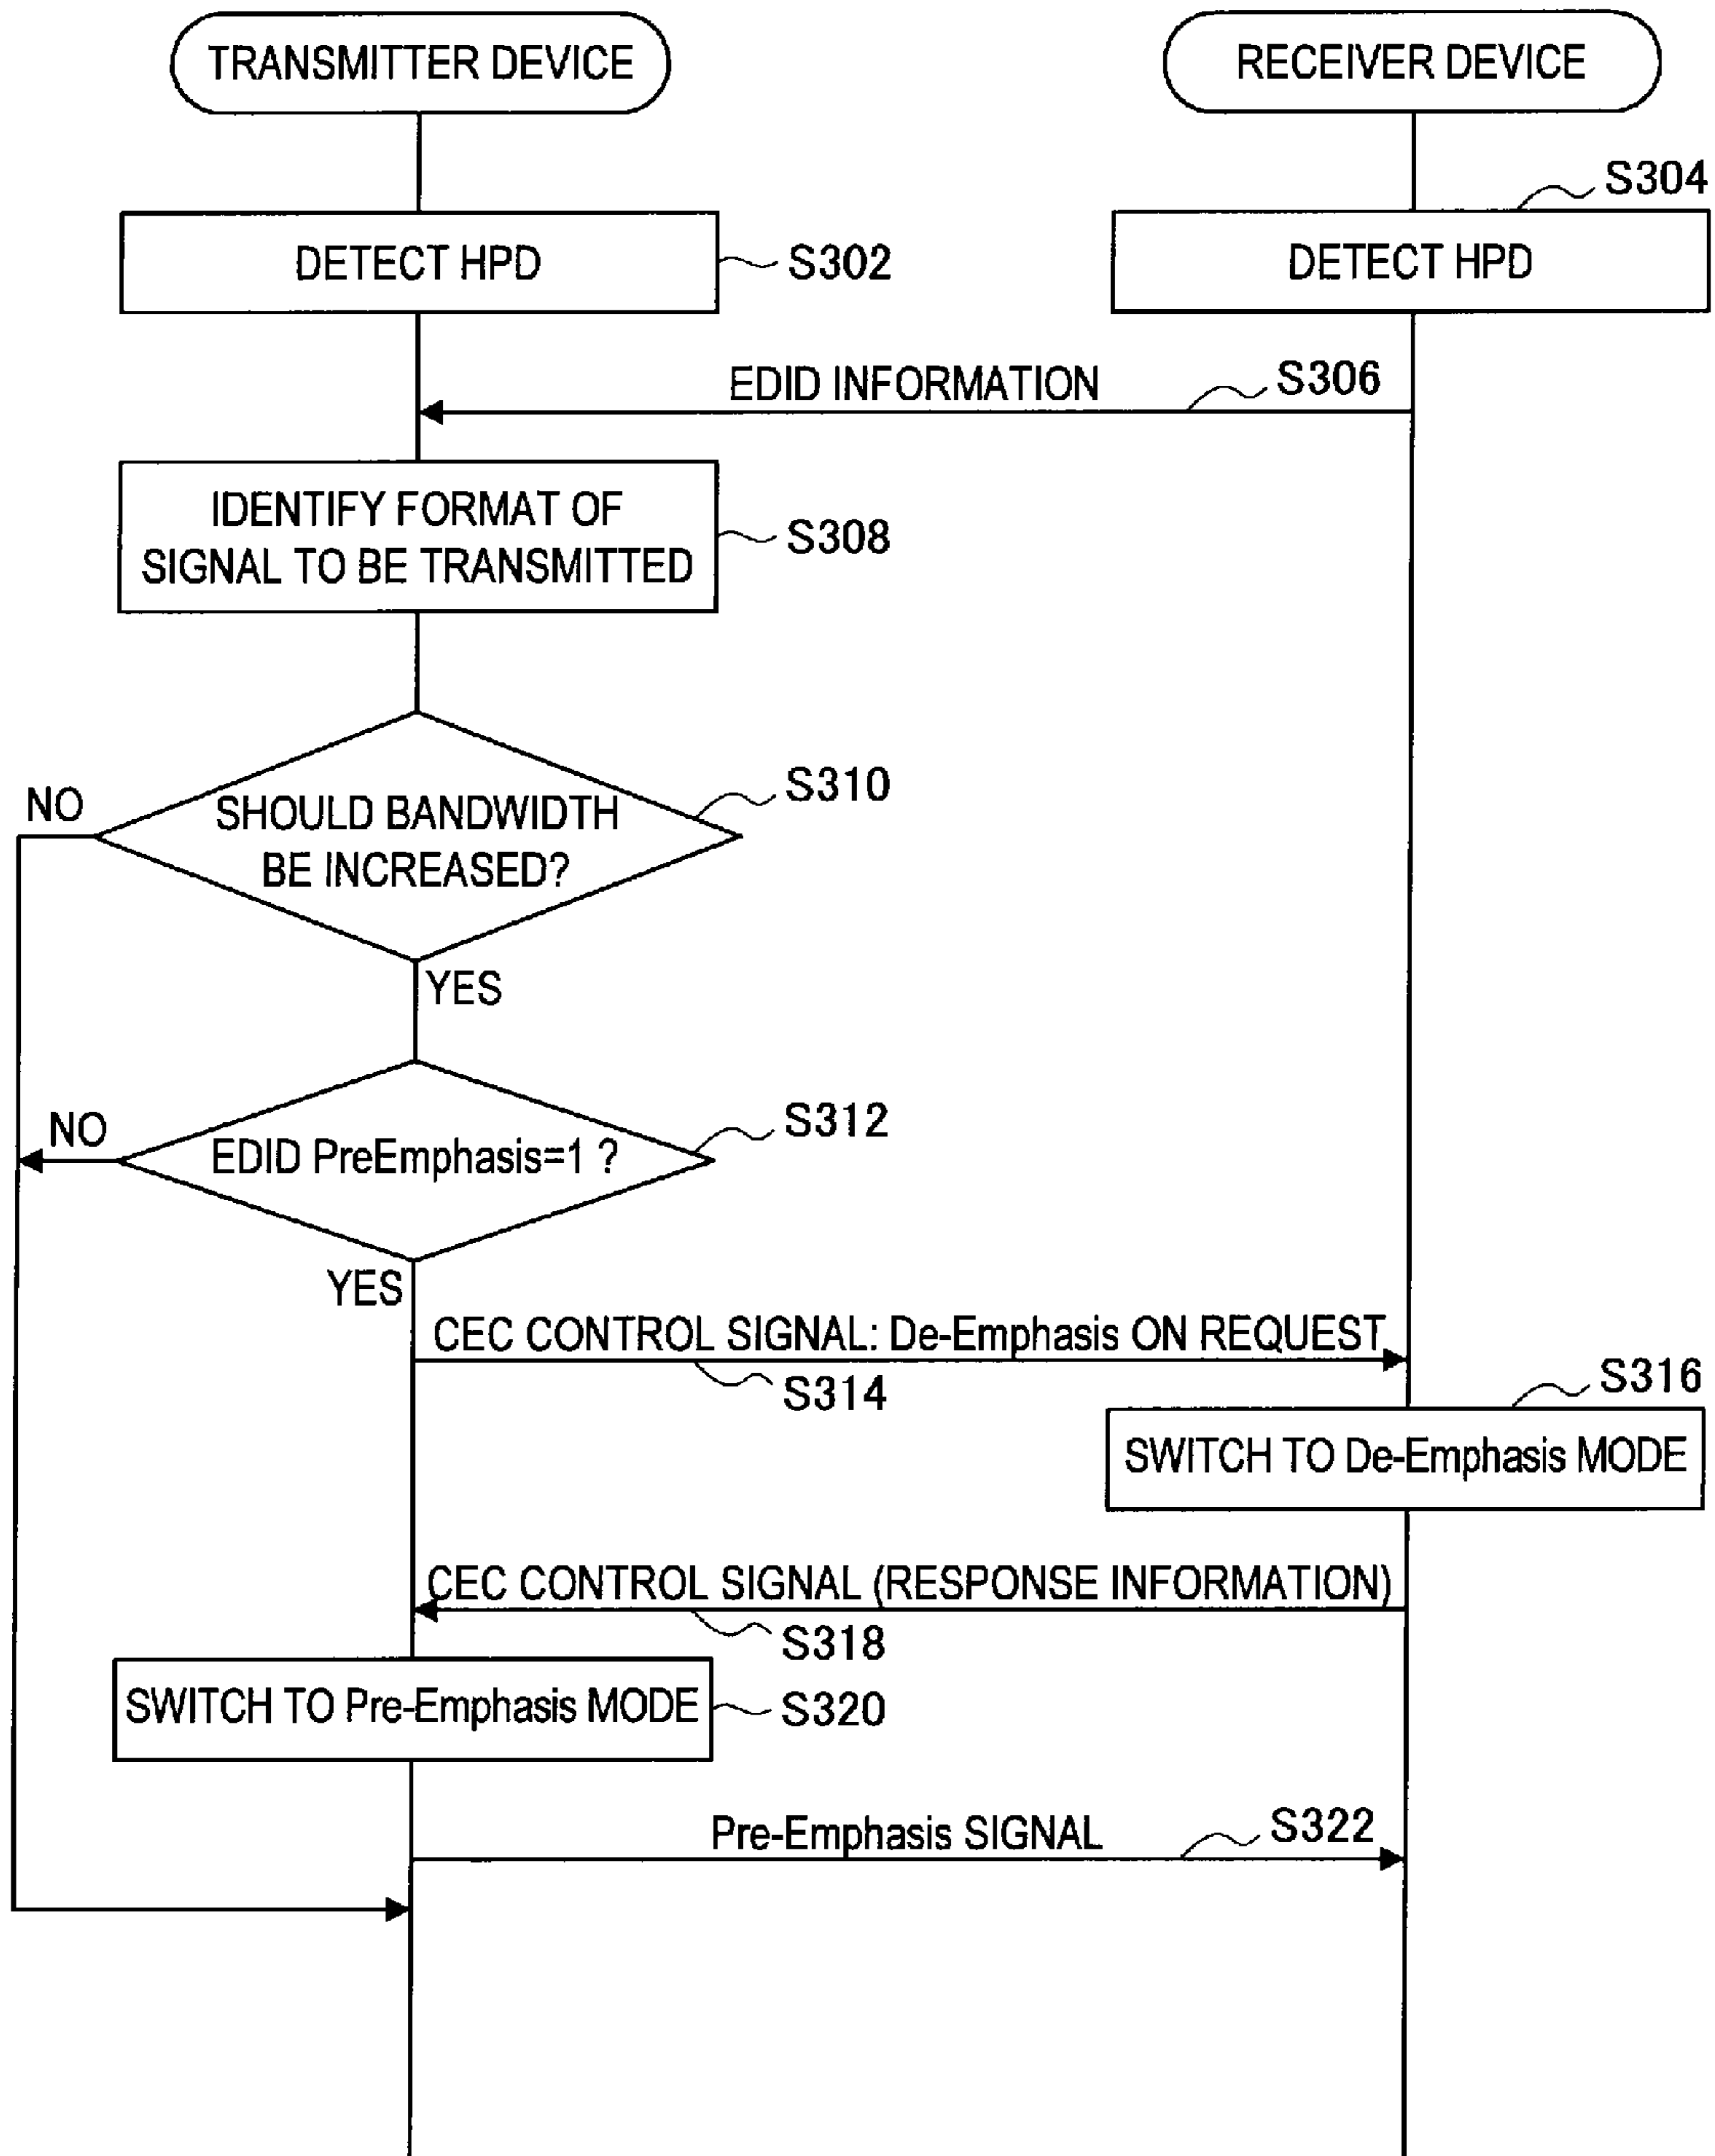 TRANSMITTER DEVICE
RECEIVER DEVICE
S304
DETECT HPD
S302
DETECT HPD
EDID INFORMATION
S306
IDENTIFY FORMAT OF
SIGNAL TO BE TRANSMITTED
S308
NO
SHOULD BANDWIDTH
BE INCREASED?
S310
YES
NO
EDID PreEmphasis=1 ?
S312
YES
CEC CONTROL SIGNAL: De-Emphasis ON REQUEST
S314
S316
SWITCH TO De-Emphasis MODE
CEC CONTROL SIGNAL (RESPONSE INFORMATION)
S318
SWITCH TO Pre-Emphasis MODE
S320
Pre-Emphasis SIGNAL
S322